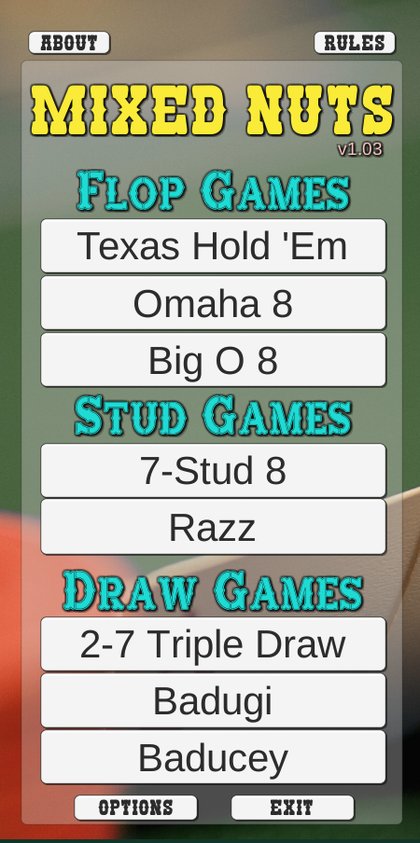 ABOUT
RULES
MIXED NUTS
v1.03
FLOP GAMES
Texas Hold 'Em
Omaha 8
Big O 8
STUD GAMES
7-Stud 8
Razz
DRAW GAMES
2-7 Triple Draw
Badugi
Baducey
OPTIONS
EXIT